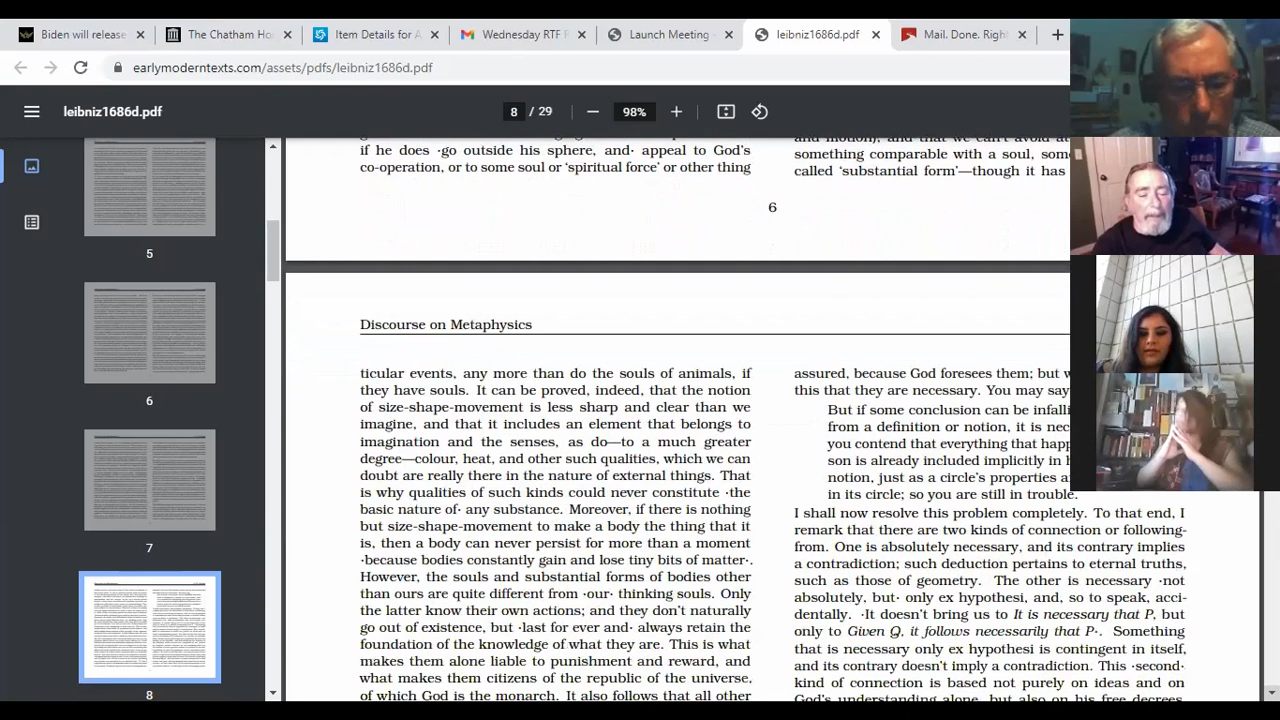 Biden will release
The Chatham Ho
Item Details for A
Wednesday RTF R
Launch Meeting -
leibniz1686d.pdf
Mail. Done. Righ
earlymoderntexts.com/assets/pdfs/leibniz1686d.pdf
leibniz1686d.pdf
8 / 29
98%
5
6
7
8
if he does ·go outside his sphere, and· appeal to God's
co-operation, or to some soul or 'spiritual force' or other thing
and motion), and that we can't avoid a
something comparable with a soul, som
called 'substantial form'—though it has
6
Discourse on Metaphysics
ticular events, any more than do the souls of animals, if
they have souls. It can be proved, indeed, that the notion
of size-shape-movement is less sharp and clear than we
imagine, and that it includes an element that belongs to
imagination and the senses, as do—to a much greater
degree—colour, heat, and other such qualities, which we can
doubt are really there in the nature of external things. That
is why qualities of such kinds could never constitute ·the
basic nature of· any substance. Moreover, if there is nothing
but size-shape-movement to make a body the thing that it
is, then a body can never persist for more than a moment
·because bodies constantly gain and lose tiny bits of matter·.
However, the souls and substantial forms of bodies other
than ours are quite different from ·our· thinking souls. Only
the latter know their own actions; and they don't naturally
go out of existence, but ·last for ever and· always retain the
foundation of the knowledge of what they are. This is what
makes them alone liable to punishment and reward, and
what makes them citizens of the republic of the universe,
of which God is the monarch. It also follows that all other
assured, because God foresees them; but w
this that they are necessary. You may say
But if some conclusion can be infalli
from a definition or notion, it is nec
you contend that everything that happ
son is already included implicitly in h
notion, just as a circle's properties a
in its circle; so you are still in trouble.
I shall now resolve this problem completely. To that end, I
remark that there are two kinds of connection or following-
from. One is absolutely necessary, and its contrary implies
a contradiction; such deduction pertains to eternal truths,
such as those of geometry. The other is necessary ·not
absolutely, but· only ex hypothesi, and, so to speak, acci-
dentally. ·It doesn't bring us to It is necessary that P, but
only to Given Q, it follows necessarily that P·. Something
that is necessary only ex hypothesi is contingent in itself,
and its contrary doesn't imply a contradiction. This ·second·
kind of connection is based not purely on ideas and on
God's understanding alone, but also on his free decrees,